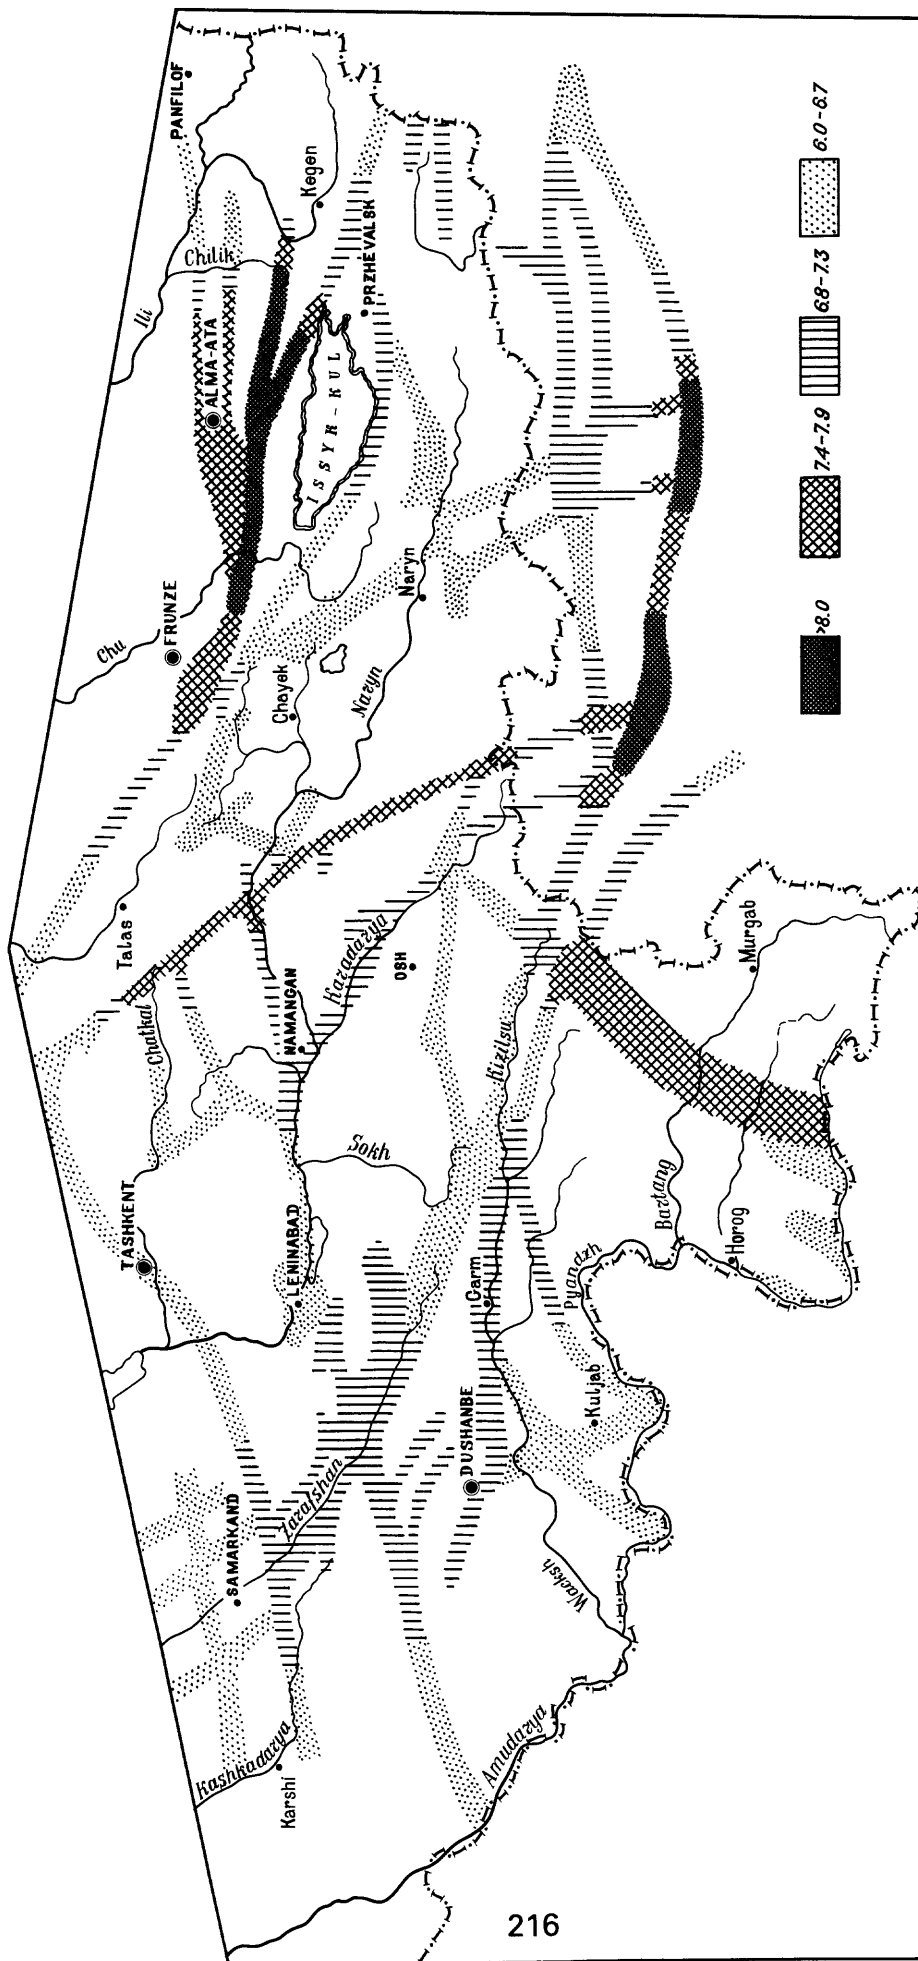 PANFILOF
Ili
Chilik
Kegen
ALMA-ATA
PRZHEVALSK
ISSYK-KUL
Chu
FRUNZE
Chayek
Naryn
Naryn
Talas
Chatkal
NAMANGAN
Karadarya
OSH
TASHKENT
LENINABAD
Sokh
Kizilsu
Murgab
Bartang
Horog
Pyandzh
Garm
Kuljab
DUSHANBE
Zarafshan
SAMARKAND
Wacksh
Kashkadarya
Karshi
Amudarya
>8.0
7.4-7.9
6.8-7.3
6.0-6.7
216